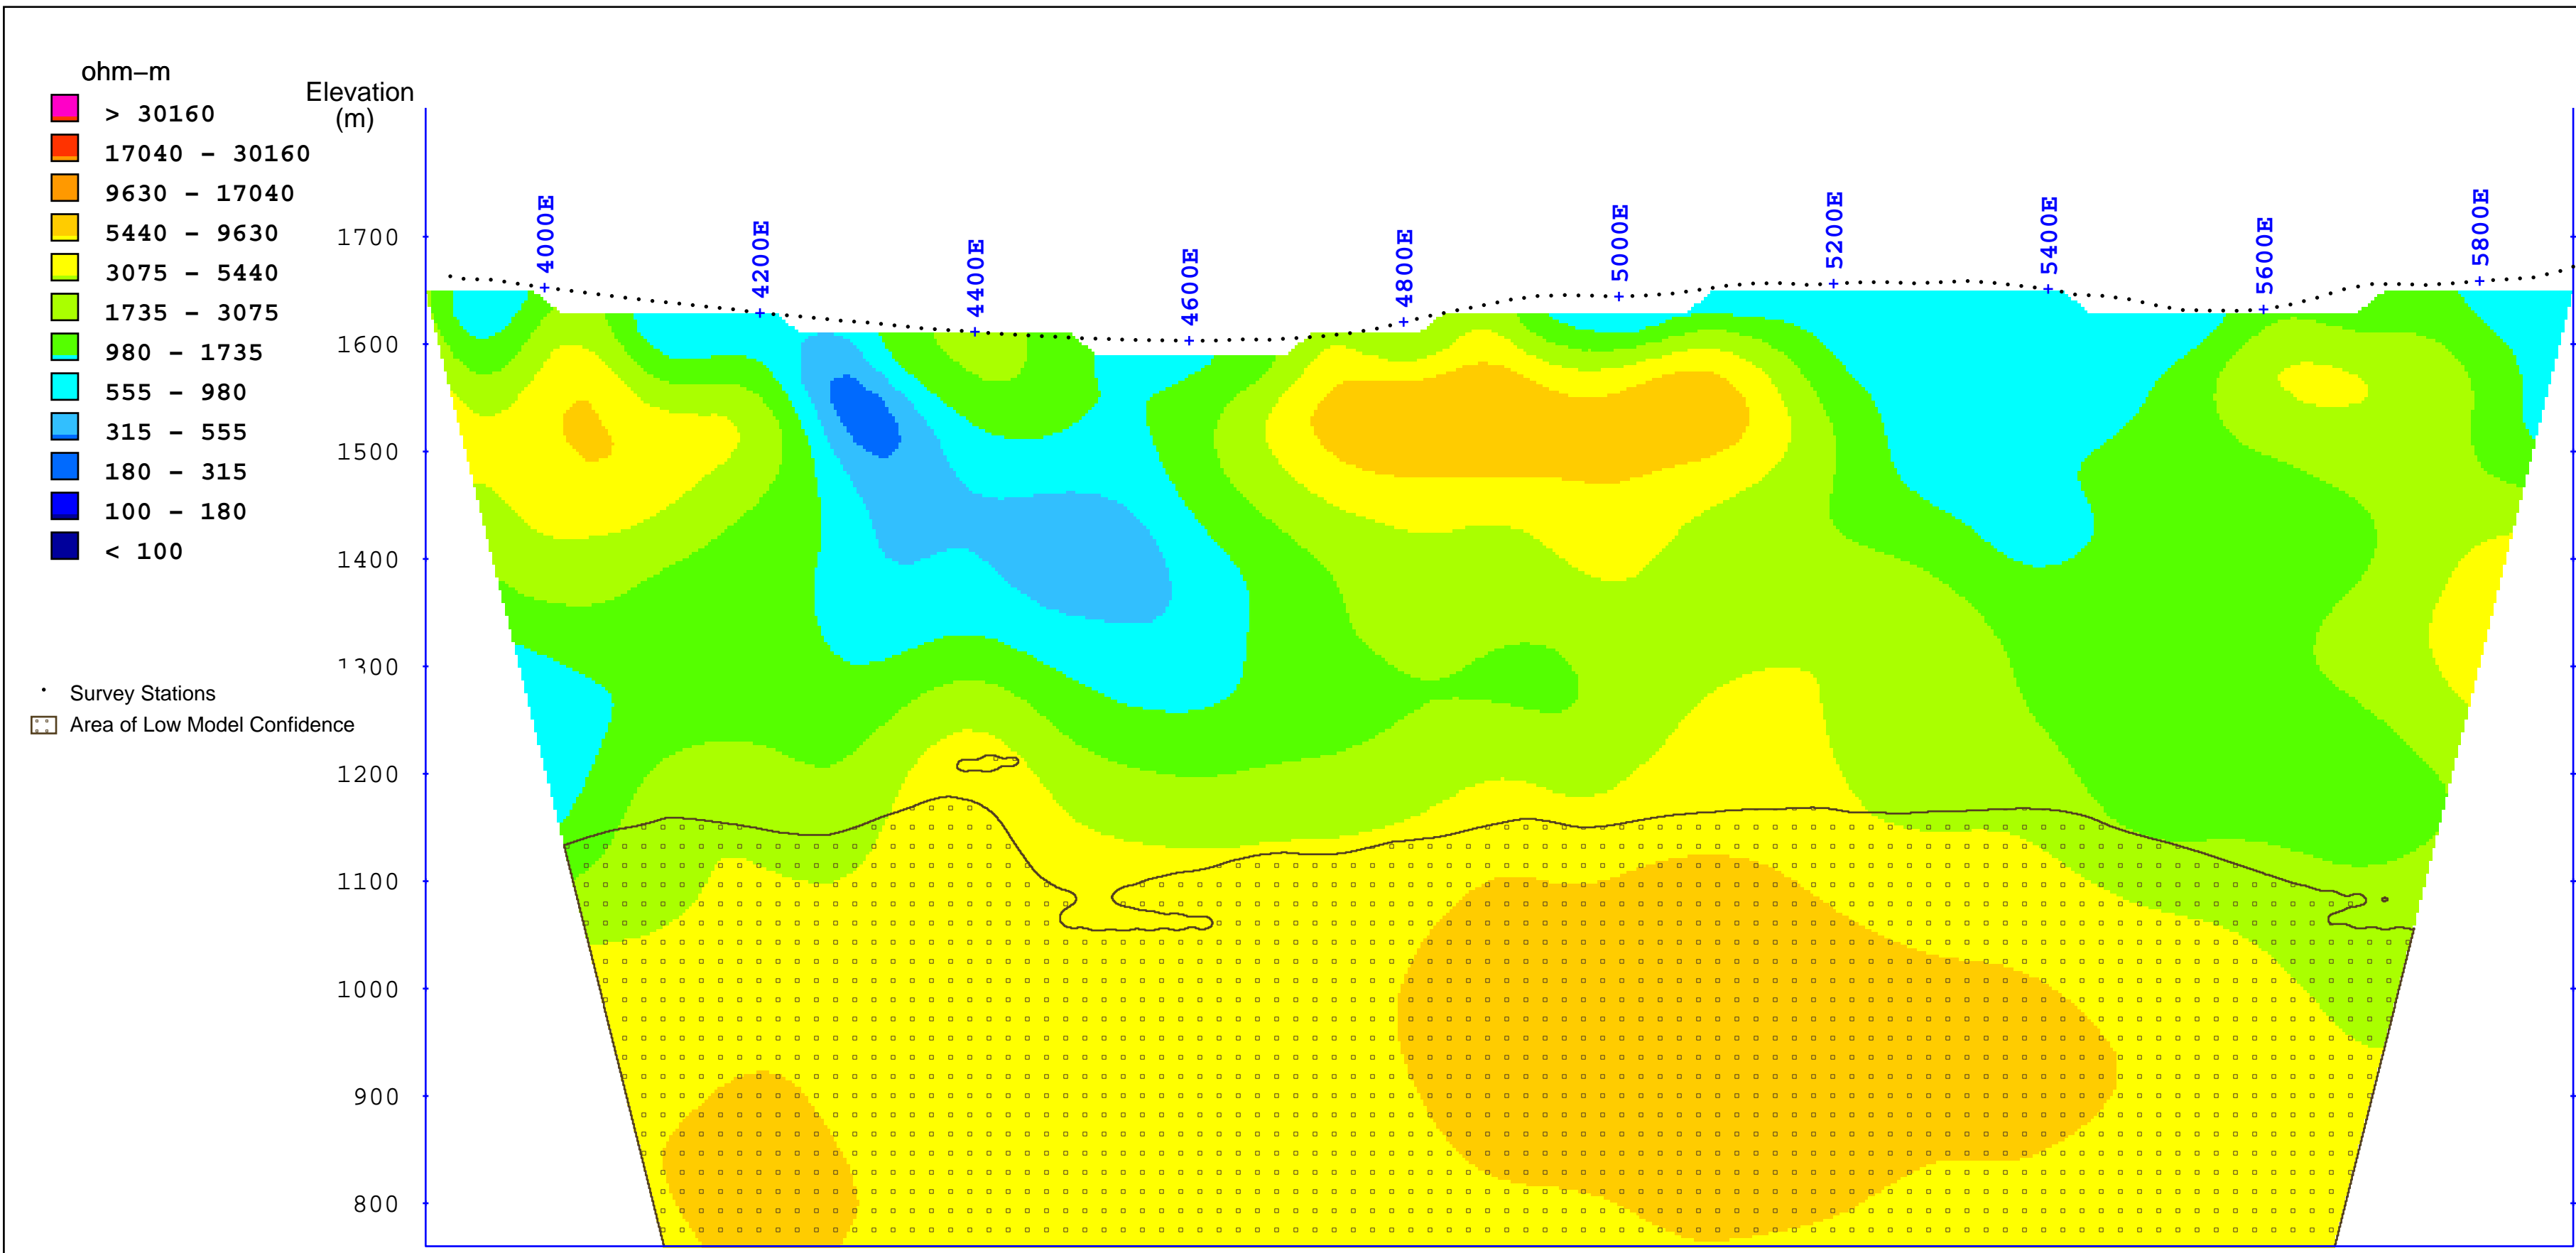 ohm-m
> 30160
17040 - 30160
9630 - 17040
5440 - 9630
3075 - 5440
1735 - 3075
980 - 1735
555 - 980
315 - 555
180 - 315
100 - 180
< 100
Survey Stations
Area of Low Model Confidence
Elevation
(m)
1700
1600
1500
1400
1300
1200
1100
1000
900
800
4000E
4200E
4400E
4600E
4800E
5000E
5200E
5400E
5600E
5800E